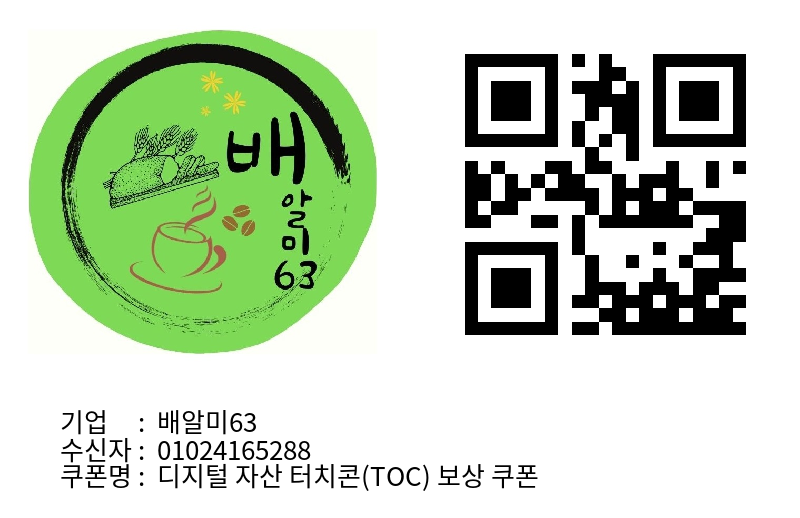 배
알
미
63
기업 : 배알미63
수신자 : 01024165288
쿠폰명 : 디지털 자산 터치콘(TOC) 보상 쿠폰